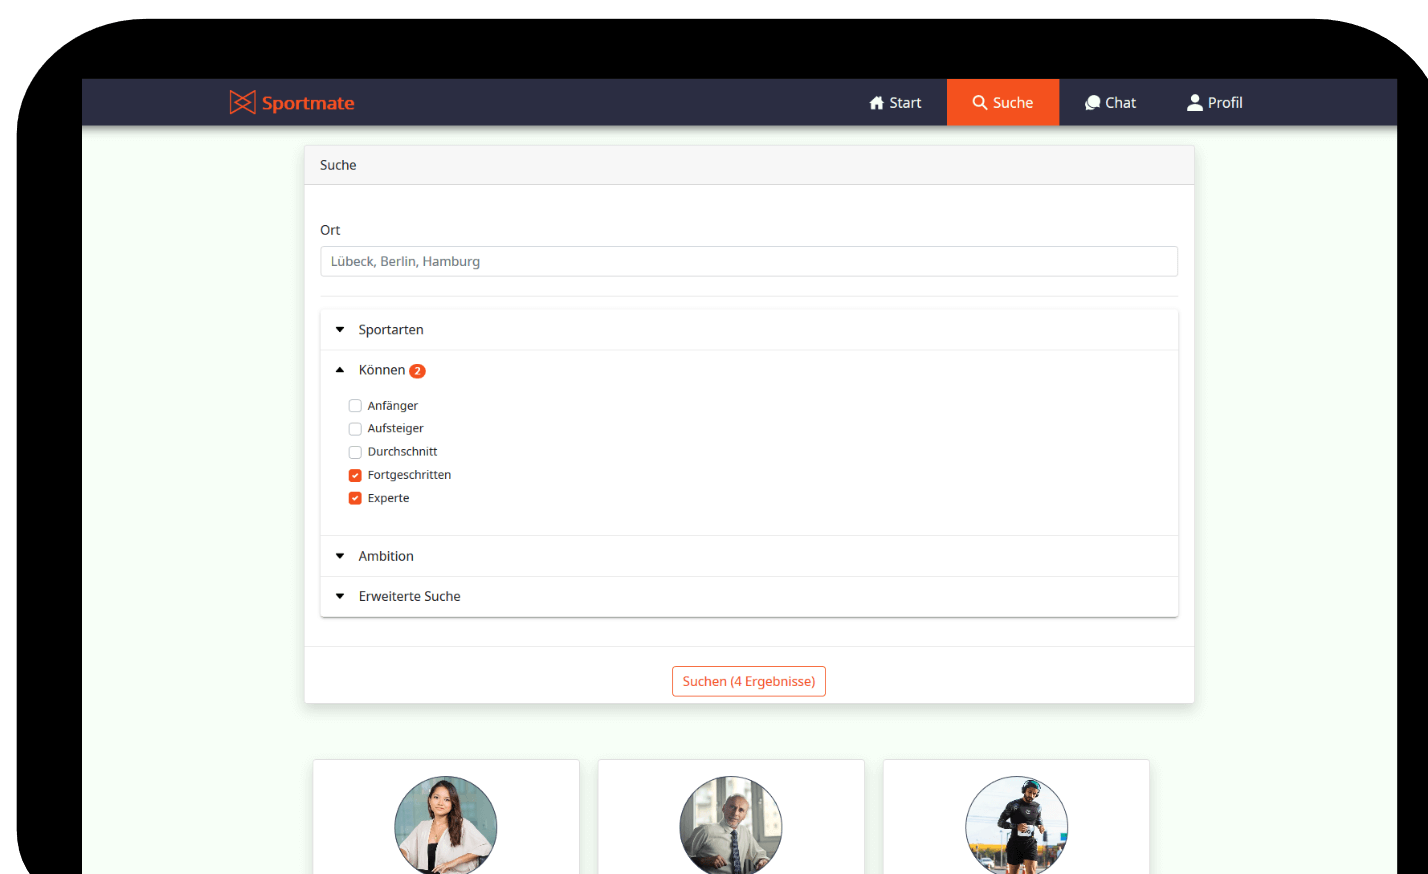 Sportmate
Start
Suche
Chat
Profil
Suche
Ort
Lübeck, Berlin, Hamburg
Sportarten
Können 2
Anfänger
Aufsteiger
Durchschnitt
Fortgeschritten
Experte
Ambition
Erweiterte Suche
Suchen (4 Ergebnisse)